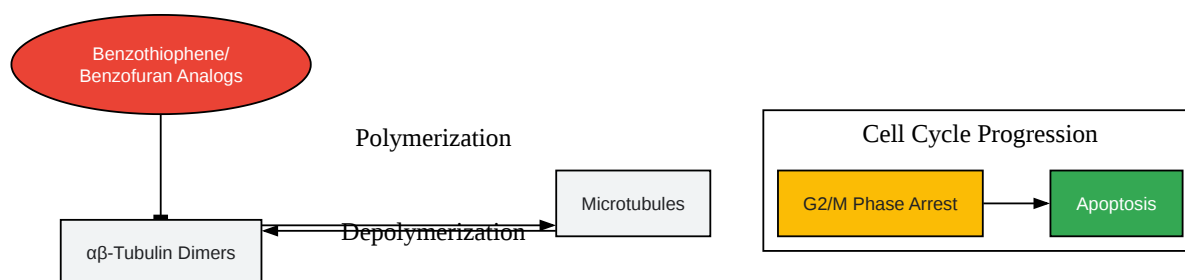 Benzothiophene/
Benzofuran Analogs
Polymerization
Cell Cycle Progression
Microtubules
G2/M Phase Arrest
Apoptosis
Depolymerization
αβ-Tubulin Dimers